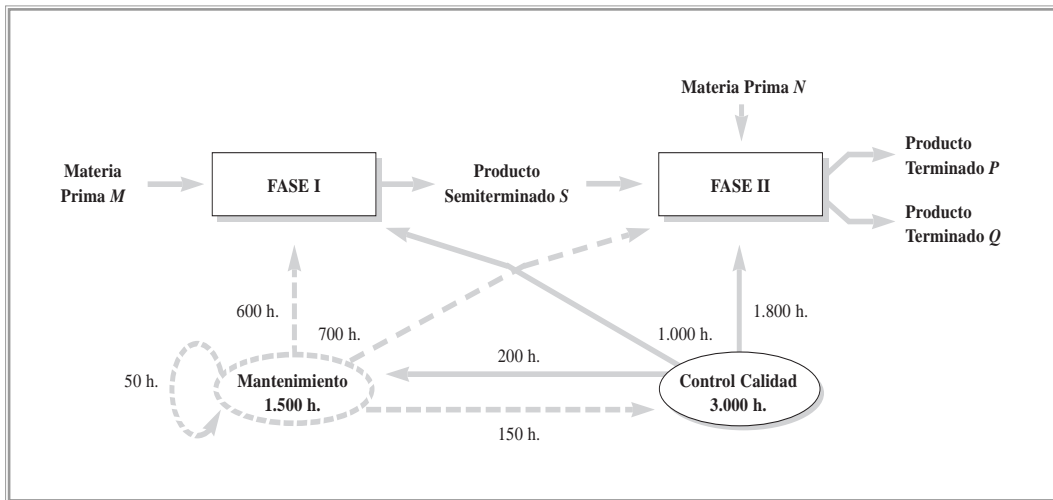 Materia Prima N
Materia
Prima M
FASE I
Producto
Semiterminado S
FASE II
Producto
Terminado P
Producto
Terminado Q
600 h.
700 h.
1.000 h.
1.800 h.
50 h.
Mantenimiento
1.500 h.
200 h.
150 h.
Control Calidad
3.000 h.